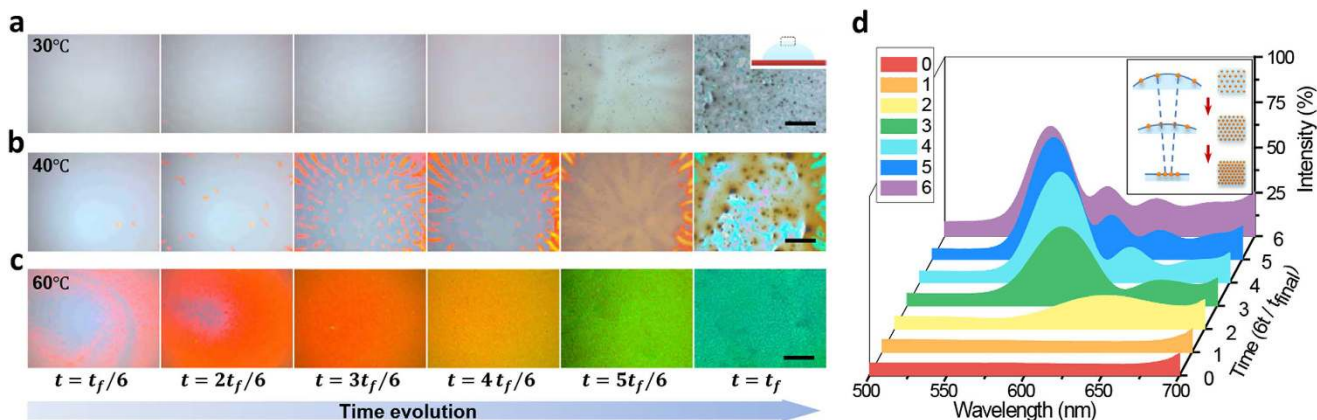 a
30℃
b
40℃
c
60℃
t = t_f/6
t = 2t_f/6
t = 3t_f/6
t = 4t_f/6
t = 5t_f/6
t = t_f
Time evolution
d
0
1
2
3
4
5
6
100
75
50
25
Intensity (%)
6
5
4
3
2
1
0
Time (6t / t_final)
500
550
600
650
700
Wavelength (nm)